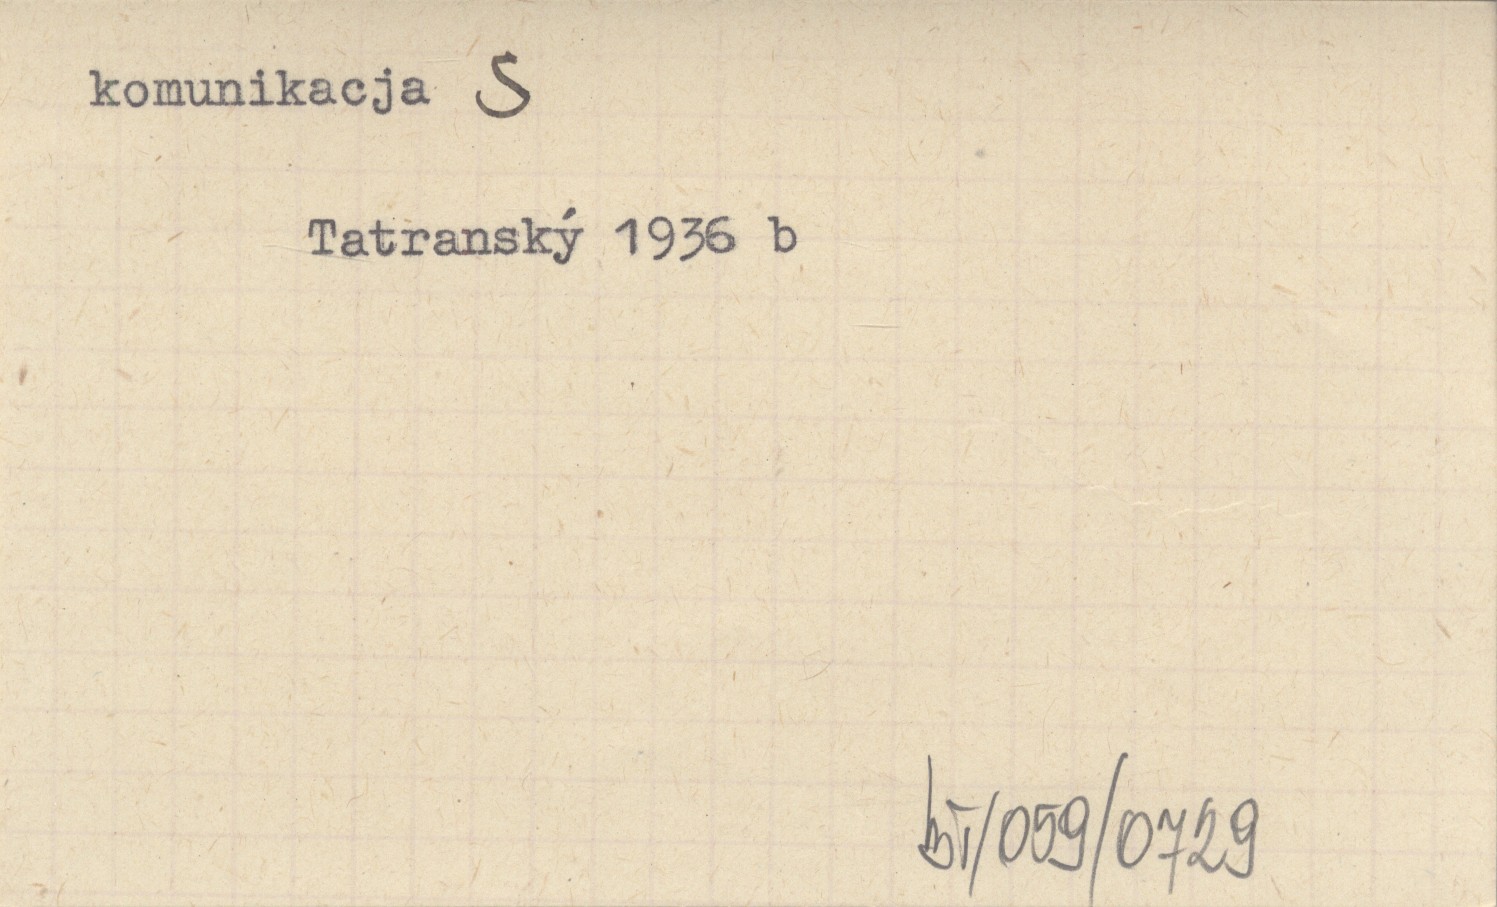 komunikacja S
Tatranský 1936 b
bT/059/0729